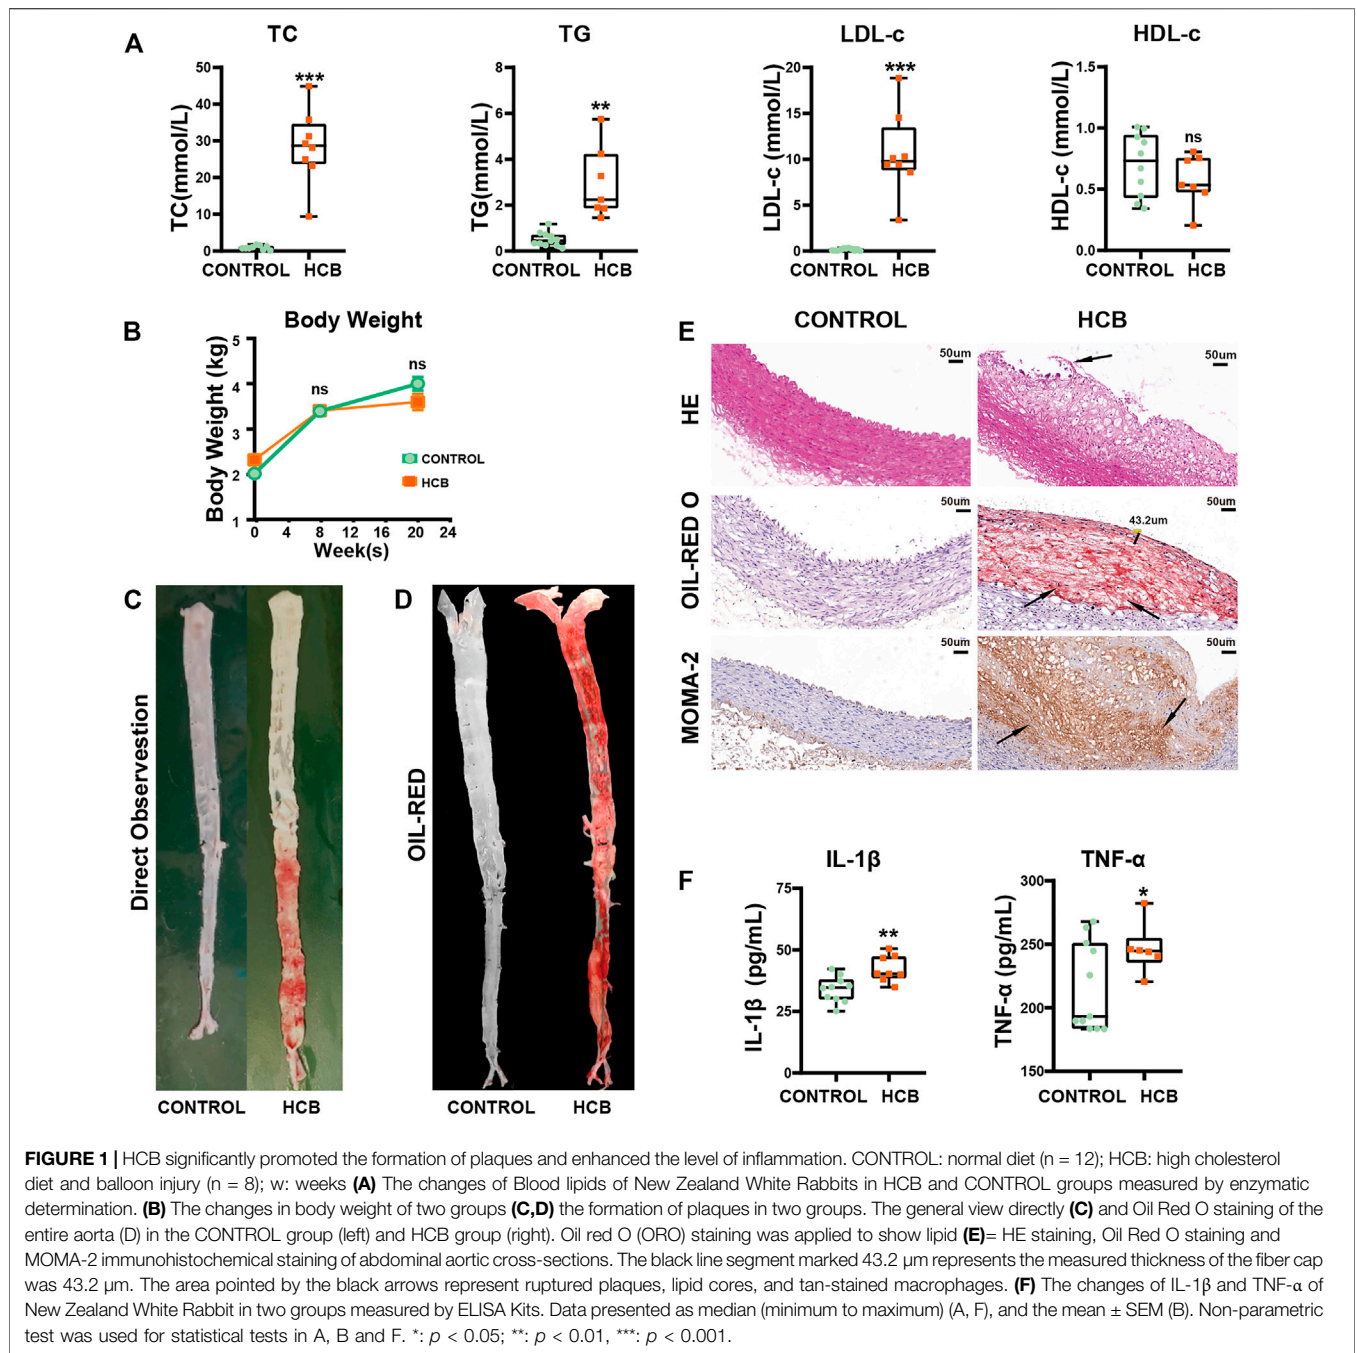 A
TC
TC(mmol/L)
50
40
30
20
10
0
***
CONTROL HCB
TG
TG(mmol/L)
8
6
4
2
0
**
CONTROL HCB
LDL-c
LDL-c (mmol/L)
20
15
10
5
0
***
CONTROL HCB
HDL-c
HDL-c (mmol/L)
1.5
1.0
0.5
0.0
ns
CONTROL HCB
B
Body Weight
Body Weight (kg)
5
4
3
2
1
ns
ns
CONTROL
HCB
0 4 8 12 16 20 24
Week(s)
C
Direct Observation
CONTROL HCB
D
OIL-RED
CONTROL HCB
E
CONTROL HCB
HE
50um
50um
OIL-RED O
50um
43.2um
50um
MOMA-2
50um
50um
F
IL-1β
IL-1β (pg/mL)
75
50
25
0
**
CONTROL HCB
TNF-α
TNF-α (pg/mL)
300
250
200
150
*
CONTROL HCB
FIGURE 1 | HCB significantly promoted the formation of plaques and enhanced the level of inflammation. CONTROL: normal diet (n = 12); HCB: high cholesterol
diet and balloon injury (n = 8); w: weeks (A) The changes of Blood lipids of New Zealand White Rabbits in HCB and CONTROL groups measured by enzymatic
determination. (B) The changes in body weight of two groups (C,D) the formation of plaques in two groups. The general view directly (C) and Oil Red O staining of the
entire aorta (D) in the CONTROL group (left) and HCB group (right). Oil red O (ORO) staining was applied to show lipid (E)= HE staining, Oil Red O staining and
MOMA-2 immunohistochemical staining of abdominal aortic cross-sections. The black line segment marked 43.2 µm represents the measured thickness of the fiber cap
was 43.2 µm. The area pointed by the black arrows represent ruptured plaques, lipid cores, and tan-stained macrophages. (F) The changes of IL-1β and TNF-α of
New Zealand White Rabbit in two groups measured by ELISA Kits. Data presented as median (minimum to maximum) (A, F), and the mean ± SEM (B). Non-parametric
test was used for statistical tests in A, B and F. *: p < 0.05; **: p < 0.01, ***: p < 0.001.